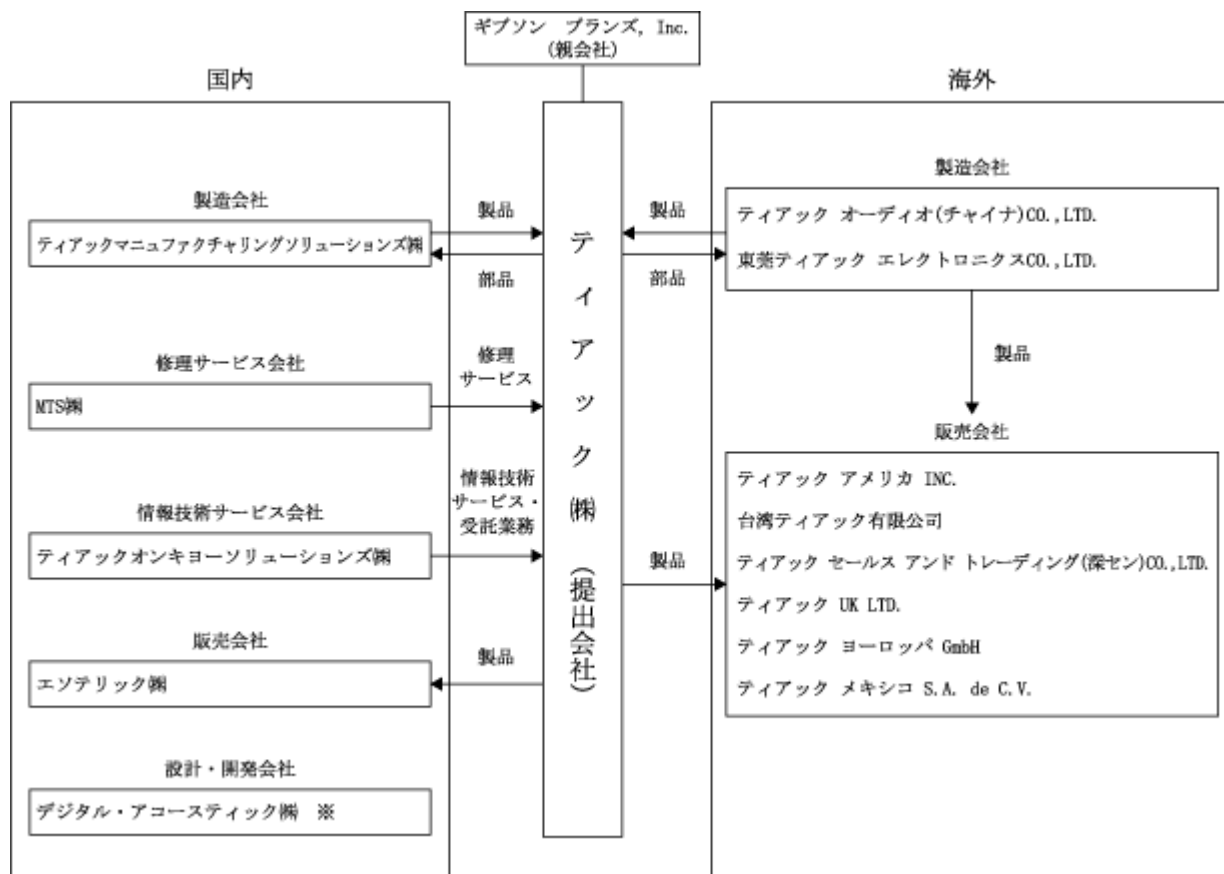 ギブソン ブランズ, Inc.
(親会社)
国内
海外
製造会社
ティアックマニュファクチャリングソリューションズ㈱
製品
部品
修理サービス会社
MTS㈱
修理
サービス
情報技術サービス会社
ティアックオンキヨーソリューションズ㈱
情報技術
サービス・
受託業務
販売会社
エソテリック㈱
製品
設計・開発会社
デジタル・アコースティック㈱ ※
ティアック㈱(提出会社)
製造会社
ティアック オーディオ(チャイナ)CO.,LTD.
東莞ティアック エレクトロニクスCO.,LTD.
製品
部品
製品
販売会社
ティアック アメリカ INC.
台湾ティアック有限公司
ティアック セールス アンド トレーディング(深セン)CO.,LTD.
ティアック UK LTD.
ティアック ヨーロッパ GmbH
ティアック メキシコ S.A. de C.V.
製品